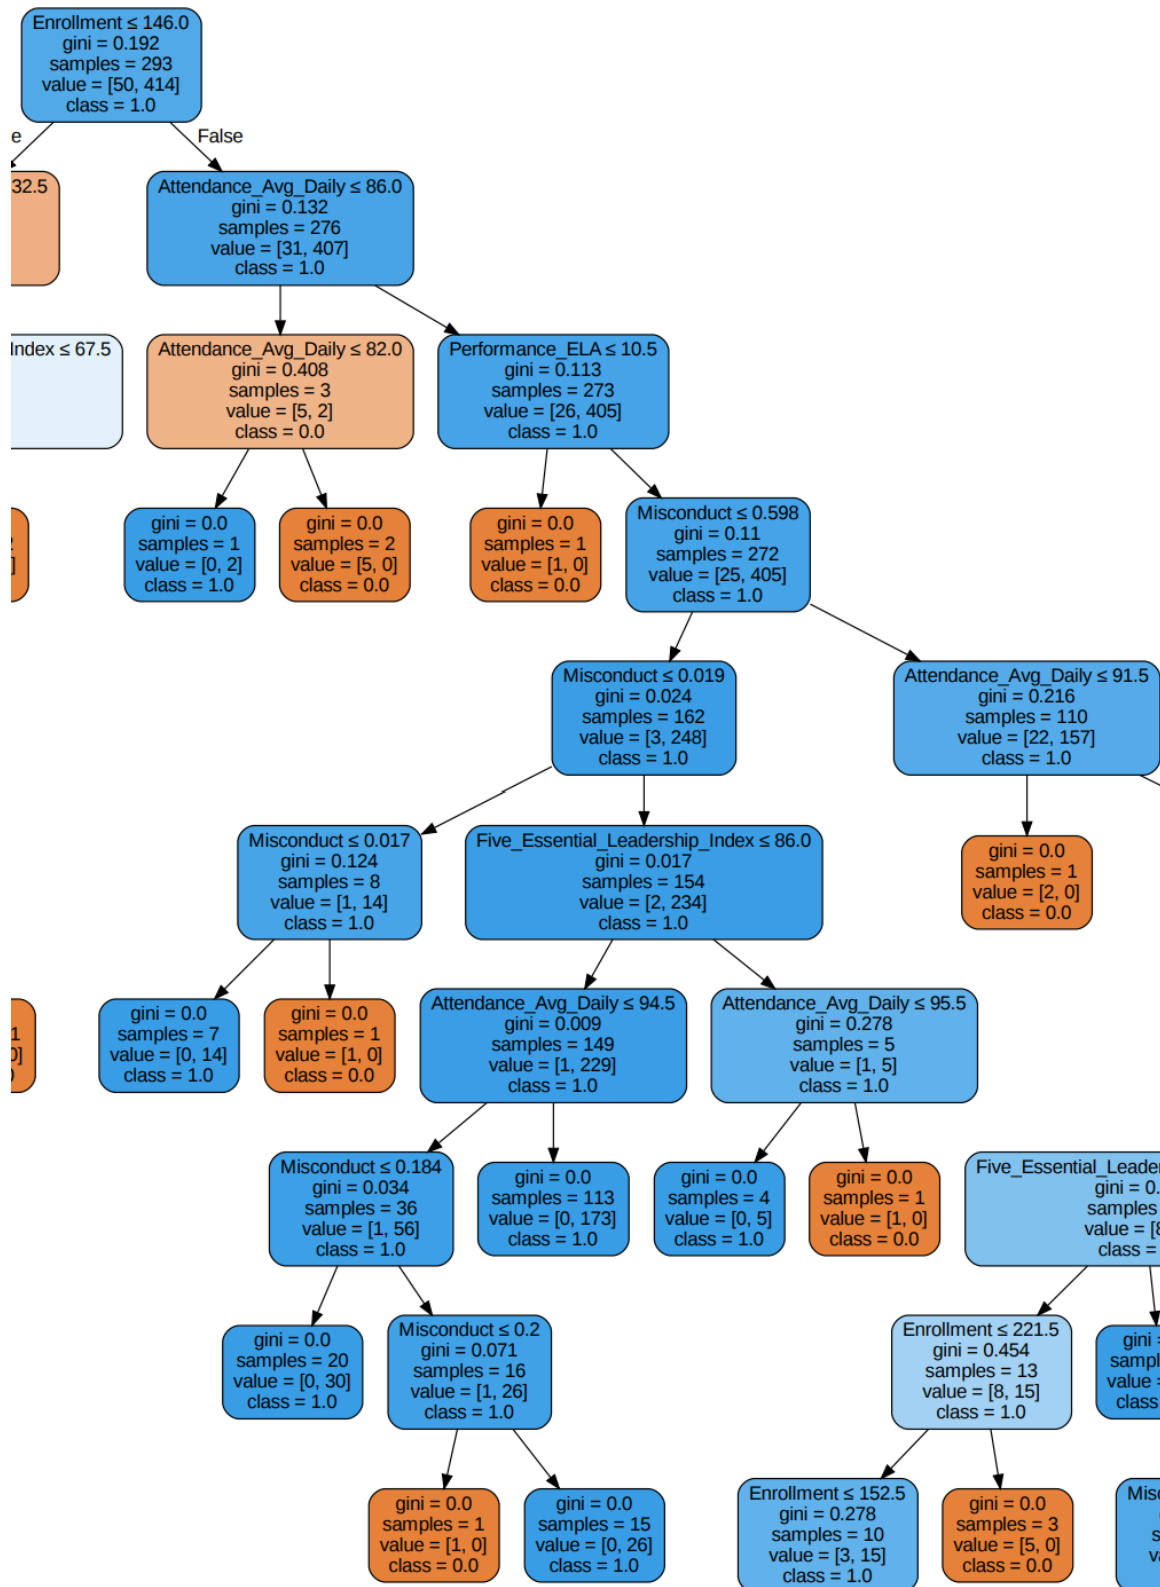 Enrollment ≤ 146.0
gini = 0.192
samples = 293
value = [50, 414]
class = 1.0
e
False
32.5
Attendance_Avg_Daily ≤ 86.0
gini = 0.132
samples = 276
value = [31, 407]
class = 1.0
Index ≤ 67.5
Attendance_Avg_Daily ≤ 82.0
gini = 0.408
samples = 3
value = [5, 2]
class = 0.0
Performance_ELA ≤ 10.5
gini = 0.113
samples = 273
value = [26, 405]
class = 1.0
]
gini = 0.0
samples = 1
value = [0, 2]
class = 1.0
gini = 0.0
samples = 2
value = [5, 0]
class = 0.0
gini = 0.0
samples = 1
value = [1, 0]
class = 0.0
Misconduct ≤ 0.598
gini = 0.11
samples = 272
value = [25, 405]
class = 1.0
Misconduct ≤ 0.019
gini = 0.024
samples = 162
value = [3, 248]
class = 1.0
Attendance_Avg_Daily ≤ 91.5
gini = 0.216
samples = 110
value = [22, 157]
class = 1.0
Misconduct ≤ 0.017
gini = 0.124
samples = 8
value = [1, 14]
class = 1.0
Five_Essential_Leadership_Index ≤ 86.0
gini = 0.017
samples = 154
value = [2, 234]
class = 1.0
gini = 0.0
samples = 1
value = [2, 0]
class = 0.0
1
0]
gini = 0.0
samples = 7
value = [0, 14]
class = 1.0
gini = 0.0
samples = 1
value = [1, 0]
class = 0.0
Attendance_Avg_Daily ≤ 94.5
gini = 0.009
samples = 149
value = [1, 229]
class = 1.0
Attendance_Avg_Daily ≤ 95.5
gini = 0.278
samples = 5
value = [1, 5]
class = 1.0
Misconduct ≤ 0.184
gini = 0.034
samples = 36
value = [1, 56]
class = 1.0
gini = 0.0
samples = 113
value = [0, 173]
class = 1.0
gini = 0.0
samples = 4
value = [0, 5]
class = 1.0
gini = 0.0
samples = 1
value = [1, 0]
class = 0.0
Five_Essential_Leader
gini = 0.
samples
value = [8
class =
gini = 0.0
samples = 20
value = [0, 30]
class = 1.0
Misconduct ≤ 0.2
gini = 0.071
samples = 16
value = [1, 26]
class = 1.0
Enrollment ≤ 221.5
gini = 0.454
samples = 13
value = [8, 15]
class = 1.0
gini =
sampl
value =
class
gini = 0.0
samples = 1
value = [1, 0]
class = 0.0
gini = 0.0
samples = 15
value = [0, 26]
class = 1.0
Enrollment ≤ 152.5
gini = 0.278
samples = 10
value = [3, 15]
class = 1.0
gini = 0.0
samples = 3
value = [5, 0]
class = 0.0
Misc
s
va